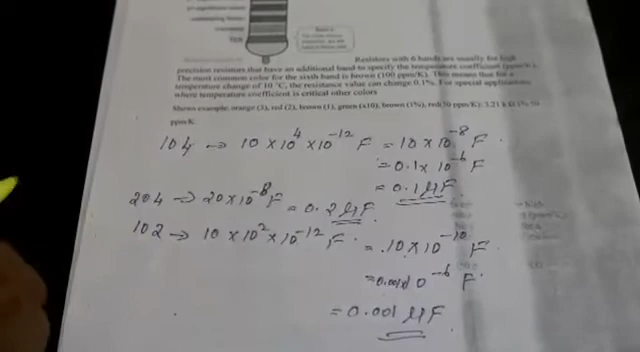 TCR
Resistors with 6 bands are usually for high
precision resistors that have an additional band to specify the temperature coefficient (ppm/K).
The most common color for the sixth band is brown (100 ppm/K). This means that for a
temperature change of 10 °C, the resistance value can change 0.1%. For special applications
where temperature coefficient is critical other colors
Shown example: orange (3), red (2), brown (1), green (x10), brown (1%), red(50 ppm/K): 3.21 k Ω 1% 50
ppm/K
104 → 10 × 10⁴ × 10⁻¹² F = 10 × 10⁻⁸ F
= 0.1 × 10⁻⁶ F
= 0.1 µF
204 → 20 × 10⁻⁸ F = 0.2 µF
102 → 10 × 10² × 10⁻¹² F = 10 × 10⁻¹⁰ F
= 0.001 × 10⁻⁶ F
= 0.001 µF